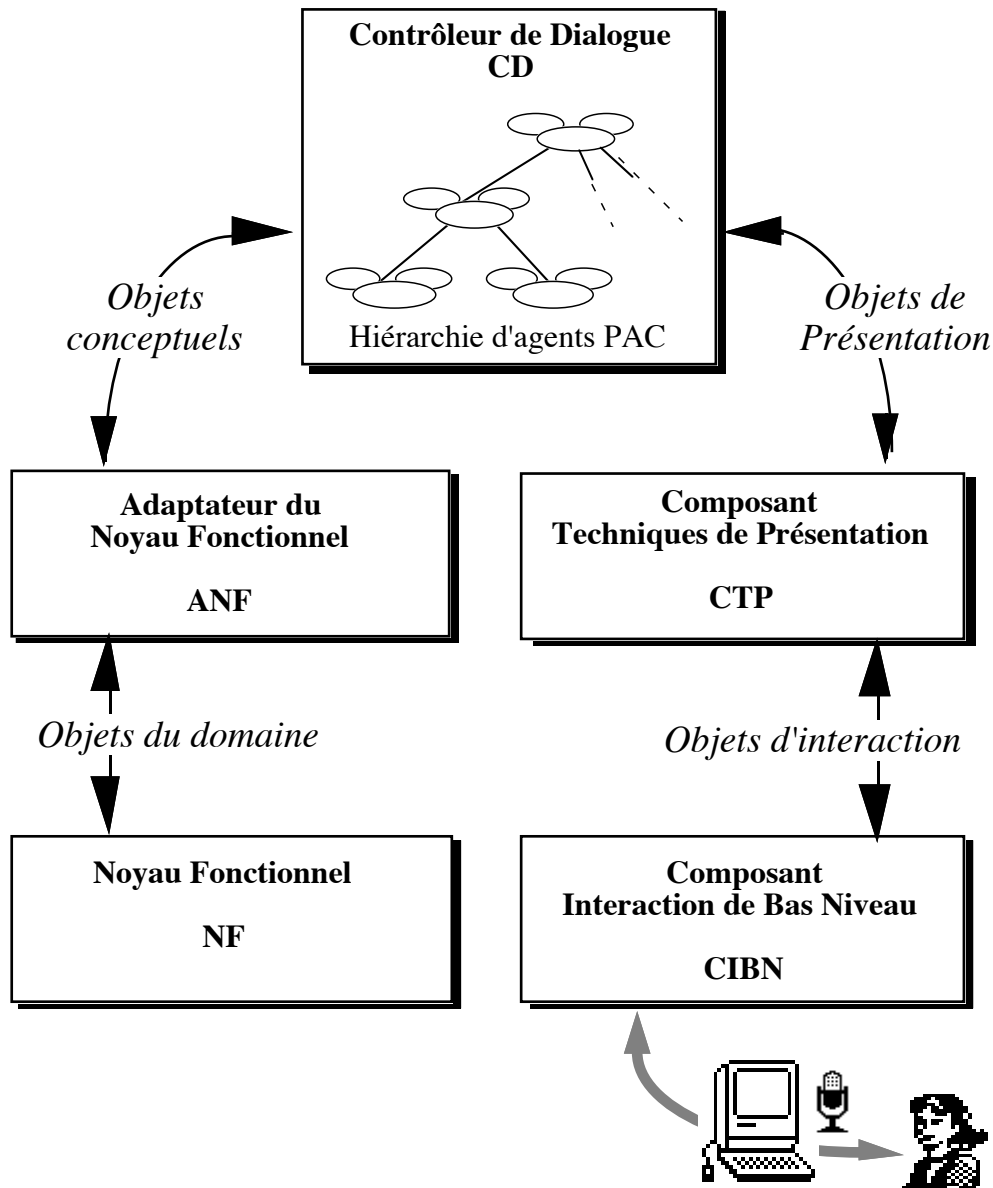 Contrôleur de Dialogue
CD
Hiérarchie d'agents PAC
Objets
conceptuels
Objets de
Présentation
Adaptateur du
Noyau Fonctionnel
ANF
Composant
Techniques de Présentation
CTP
Objets du domaine
Objets d'interaction
Noyau Fonctionnel
NF
Composant
Interaction de Bas Niveau
CIBN